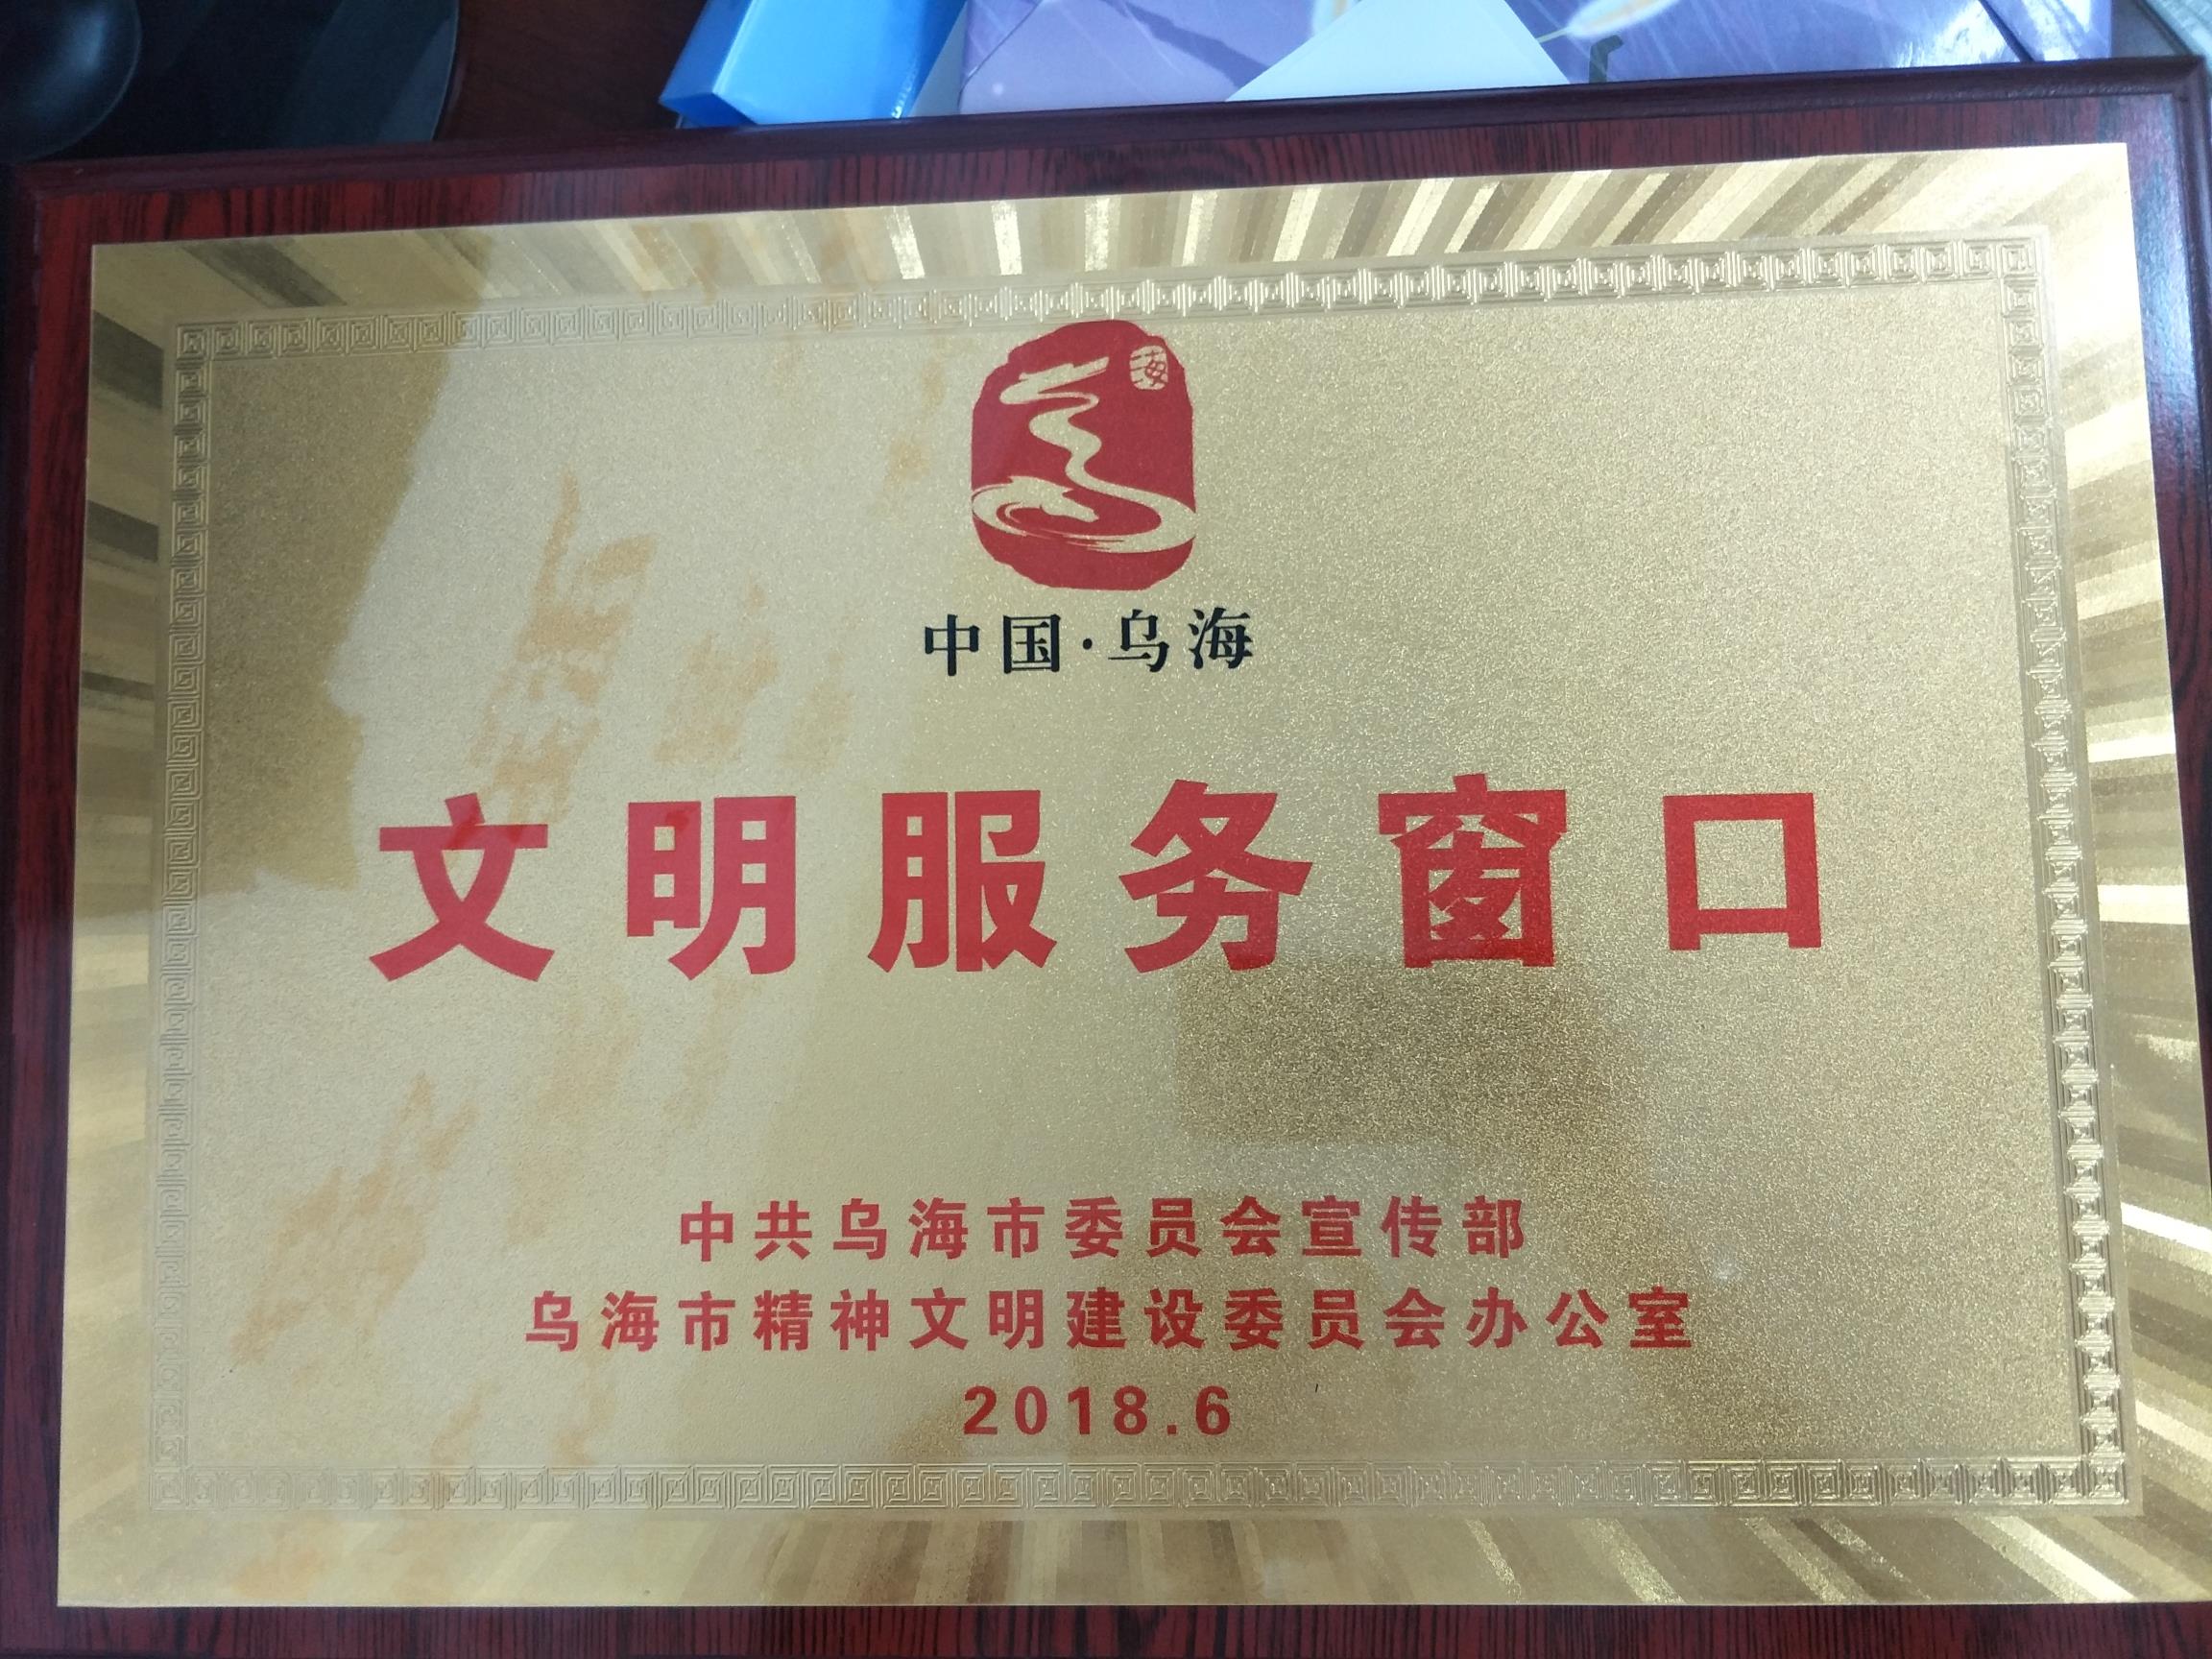 中国·乌海
文明服务窗口
中共乌海市委员会宣传部
乌海市精神文明建设委员会办公室
2018.6